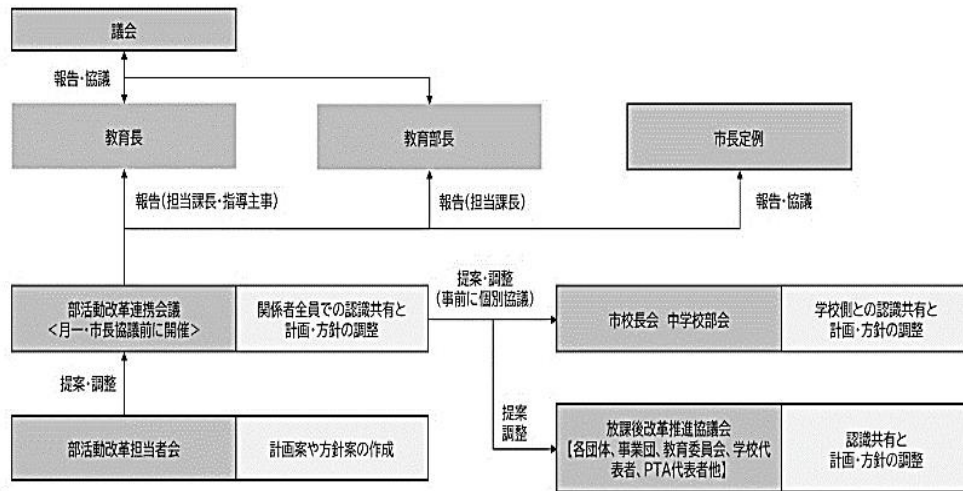 議会
報告・協議
教育長
教育部長
市長定例
報告(担当課長・指導主事)
報告(担当課長)
報告・協議
部活動改革連携会議
<月一・市長協議前に開催>
関係者全員での認識共有と
計画・方針の調整
提案・調整
(事前に個別協議)
市校長会 中学校部会
学校側との認識共有と
計画・方針の調整
提案・調整
部活動改革担当者会
計画案や方針案の作成
提案
調整
放課後改革推進協議会
【各団体、事業団、教育委員会、学校代
表者、PTA代表者他】
認識共有と
計画・方針の調整